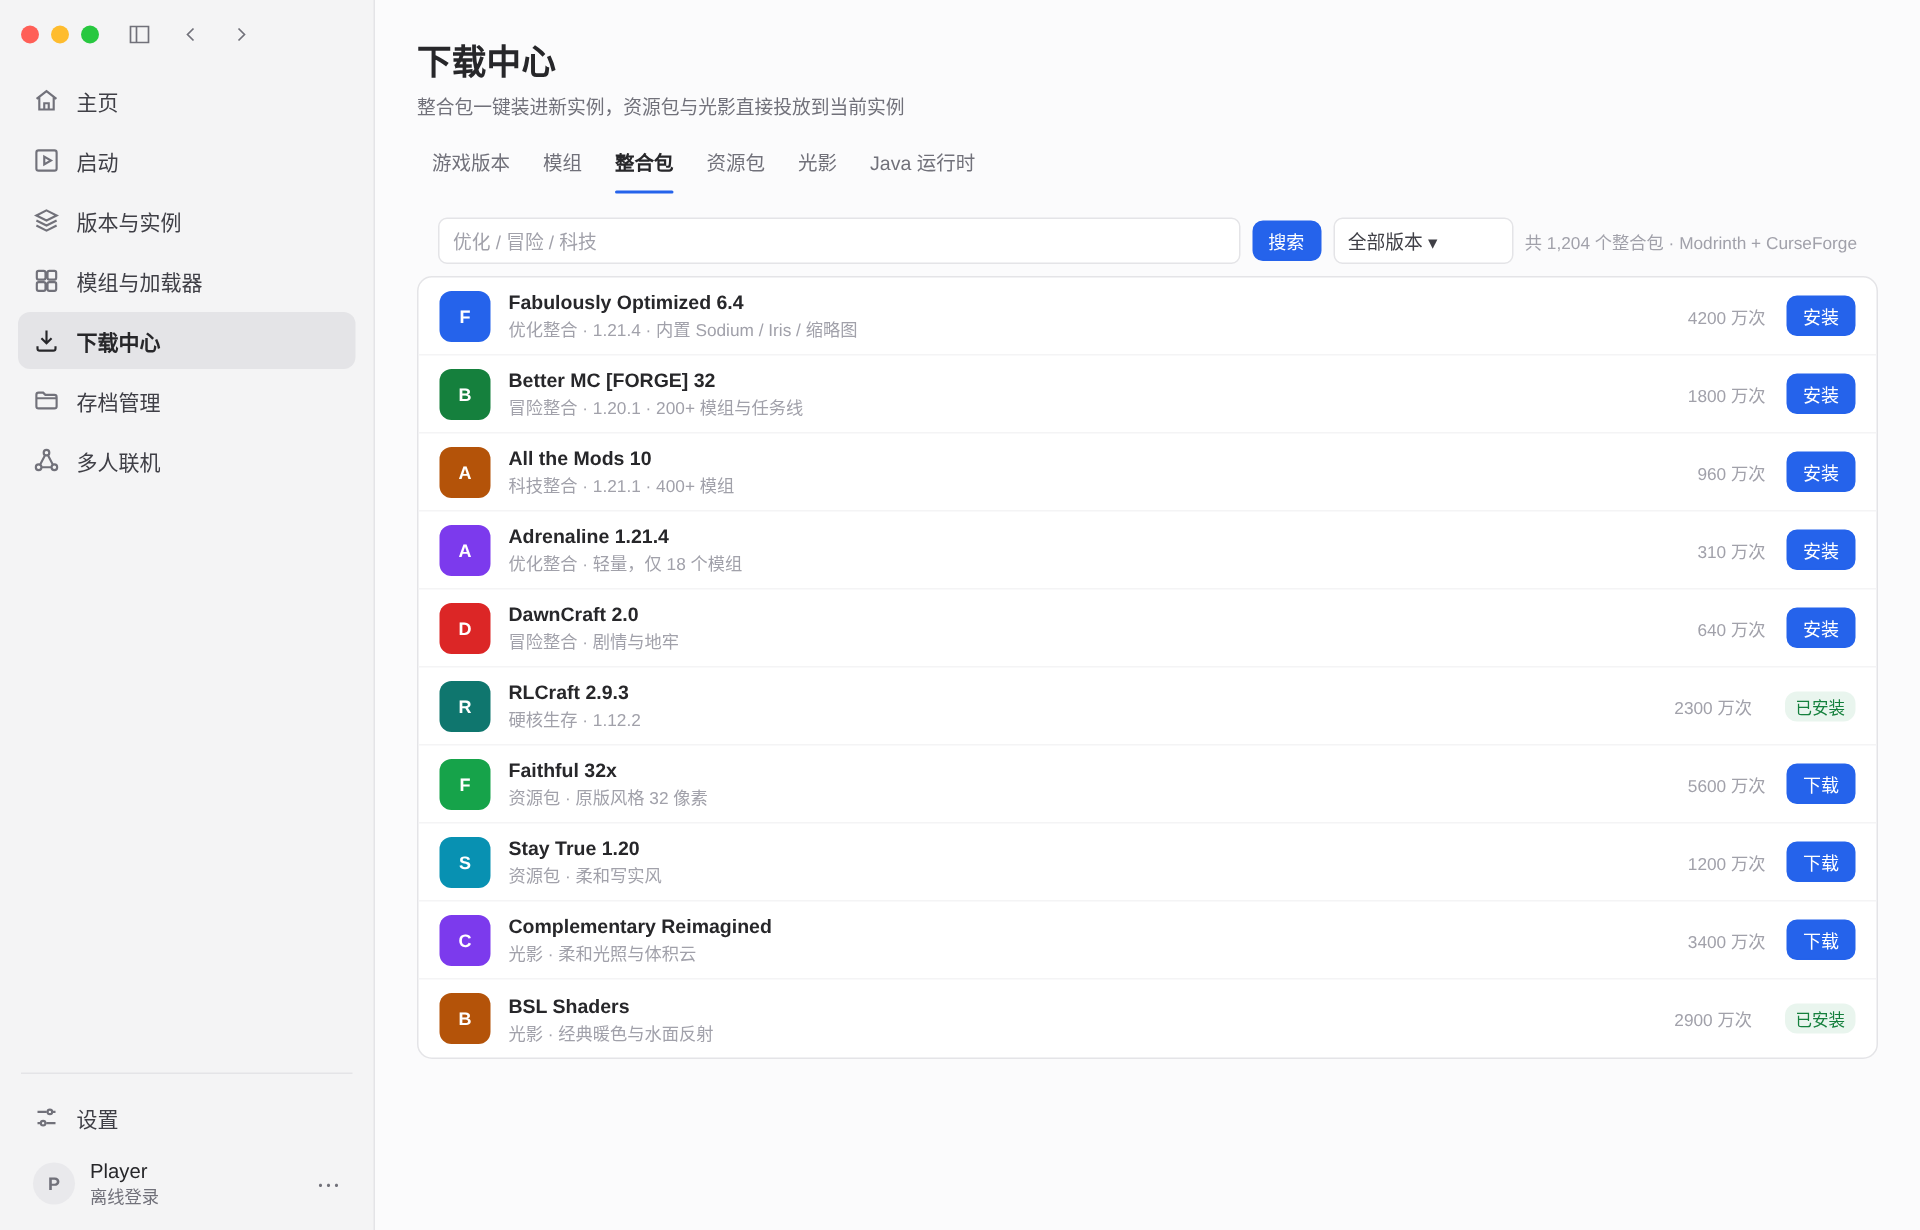 主页
启动
版本与实例
模组与加载器
下载中心
存档管理
多人联机
设置
P
Player
离线登录
···
下载中心
整合包一键装进新实例，资源包与光影直接投放到当前实例
游戏版本 模组 整合包 资源包 光影 Java 运行时
优化 / 冒险 / 科技 搜索 全部版本 ▾ 共 1,204 个整合包 · Modrinth + CurseForge
F
Fabulously Optimized 6.4
优化整合 · 1.21.4 · 内置 Sodium / Iris / 缩略图
4200 万次 安装
B
Better MC [FORGE] 32
冒险整合 · 1.20.1 · 200+ 模组与任务线
1800 万次 安装
A
All the Mods 10
科技整合 · 1.21.1 · 400+ 模组
960 万次 安装
A
Adrenaline 1.21.4
优化整合 · 轻量，仅 18 个模组
310 万次 安装
D
DawnCraft 2.0
冒险整合 · 剧情与地牢
640 万次 安装
R
RLCraft 2.9.3
硬核生存 · 1.12.2
2300 万次 已安装
F
Faithful 32x
资源包 · 原版风格 32 像素
5600 万次 下载
S
Stay True 1.20
资源包 · 柔和写实风
1200 万次 下载
C
Complementary Reimagined
光影 · 柔和光照与体积云
3400 万次 下载
B
BSL Shaders
光影 · 经典暖色与水面反射
2900 万次 已安装